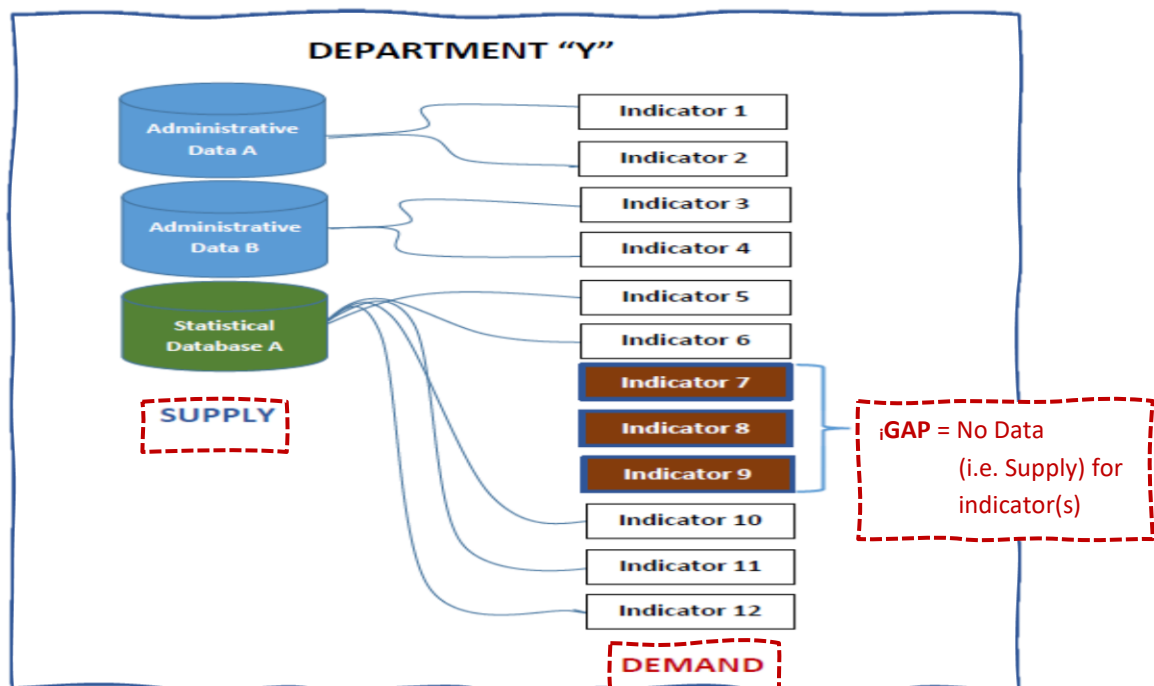 DEPARTMENT “Y”
Administrative
Data A
Administrative
Data B
Statistical
Database A
SUPPLY
Indicator 1
Indicator 2
Indicator 3
Indicator 4
Indicator 5
Indicator 6
Indicator 7
Indicator 8
Indicator 9
Indicator 10
Indicator 11
Indicator 12
DEMAND
iGAP = No Data
(i.e. Supply) for
indicator(s)